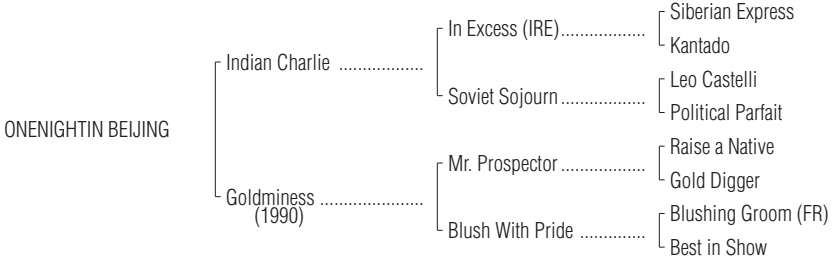 Siberian Express
In Excess (IRE)....................
Kantado
Indian Charlie ....................
Leo Castelli
Soviet Sojourn....................
Political Parfait
ONENIGHTIN BEIJING
Raise a Native
Mr. Prospector....................
Gold Digger
Goldminess ........................
(1990)
Blushing Groom (FR)
Blush With Pride ...............
Best in Show